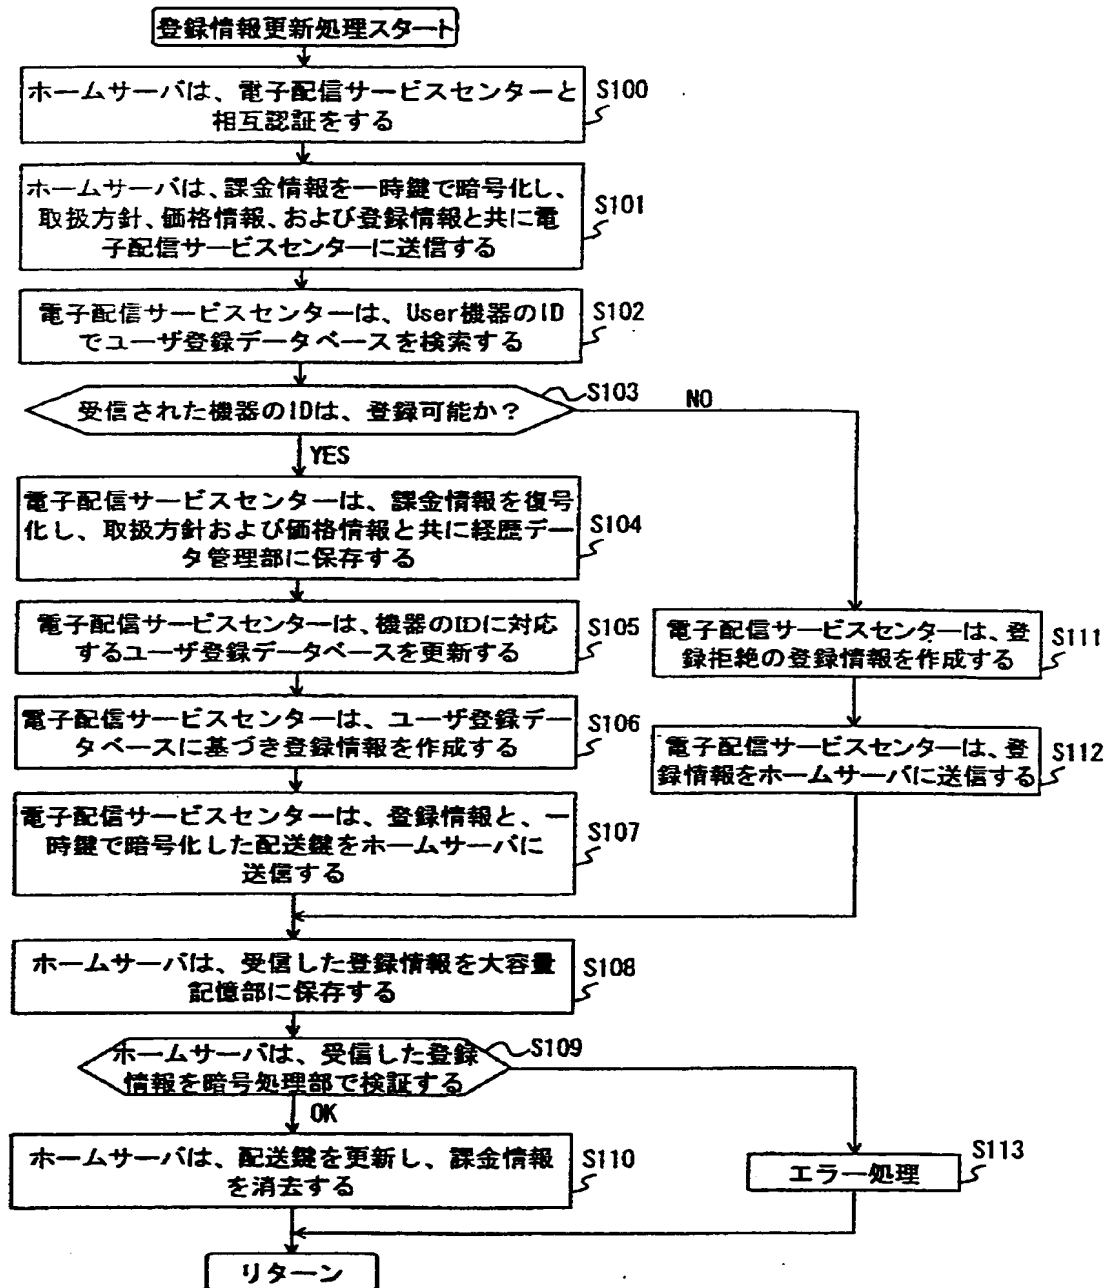 登録情報更新処理スタート
ホームサーバは、電子配信サービスセンターと
相互認証をする
S100
ホームサーバは、課金情報を一時鍵で暗号化し、
取扱方針、価格情報、および登録情報と共に電
子配信サービスセンターに送信する
S101
電子配信サービスセンターは、User機器のID
でユーザ登録データベースを検索する
S102
受信された機器のIDは、登録可能か？
S103
NO
YES
電子配信サービスセンターは、課金情報を復号
化し、取扱方針および価格情報と共に経歴デー
タ管理部に保存する
S104
電子配信サービスセンターは、機器のIDに対応
するユーザ登録データベースを更新する
S105
電子配信サービスセンターは、登
録拒絶の登録情報を作成する
S111
電子配信サービスセンターは、ユーザ登録デー
タベースに基づき登録情報を作成する
S106
電子配信サービスセンターは、登
録情報をホームサーバに送信する
S112
電子配信サービスセンターは、登録情報と、一
時鍵で暗号化した配送鍵をホームサーバに
送信する
S107
ホームサーバは、受信した登録情報を大容量
記憶部に保存する
S108
ホームサーバは、受信した登録
情報を暗号処理部で検証する
S109
OK
ホームサーバは、配送鍵を更新し、課金情報
を消去する
S110
エラー処理
S113
リターン